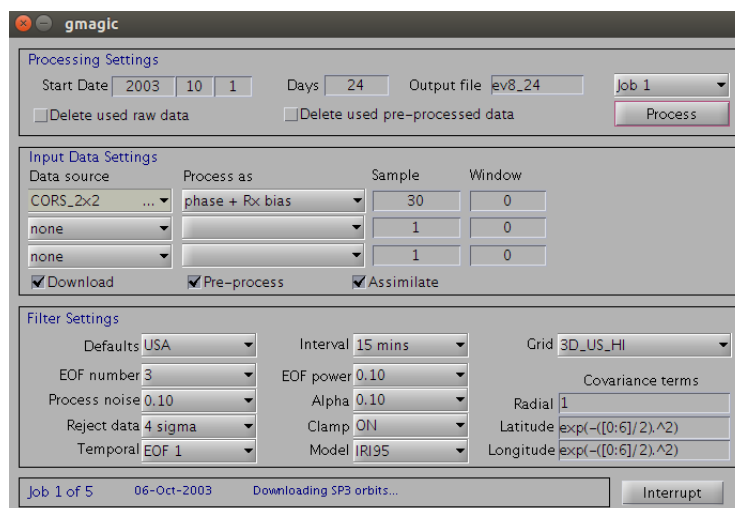 gmagic
Processing Settings
Start Date 2003 10 1 Days 24 Output file ev8_24 Job 1
Delete used raw data Delete used pre-processed data Process
Input Data Settings
Data source Process as Sample Window
CORS_2x2 ... phase + Rx bias 30 0
none 1 0
none 1 0
Download Pre-process Assimilate
Filter Settings
Defaults USA Interval 15 mins Grid 3D_US_HI
EOF number 3 EOF power 0.10 Covariance terms
Process noise 0.10 Alpha 0.10 Radial 1
Reject data 4 sigma Clamp ON Latitude exp(-([0:6]/2).^2)
Temporal EOF 1 Model IRI95 Longitude exp(-([0:6]/2).^2)
Job 1 of 5 06-Oct-2003 Downloading SP3 orbits... Interrupt